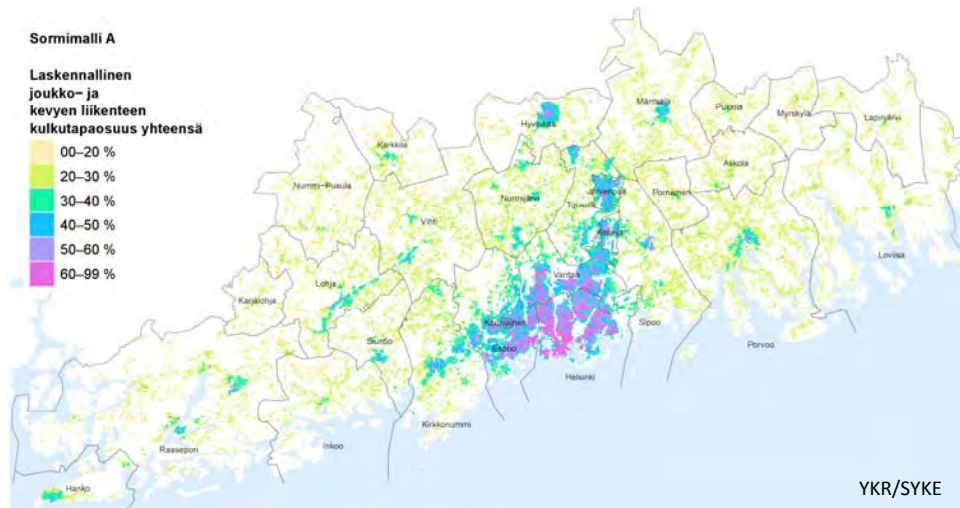 Sormimalli A
Laskennallinen
joukko- ja
kevyen liikenteen
kulkutapaosuus yhteensä
00–20 %
20–30 %
30–40 %
40–50 %
50–60 %
60–99 %
Mäntsälä
Pukkila
Myrskylä
Lapinjärvi
Hyvinkää
Karkkila
Askola
Nummi-Pusula
Nurmijärvi
Järvenpää
Tuusula
Pornainen
Vihti
Kerava
Loviisa
Vantaa
Lohja
Karjalohja
Sipoo
Kauniainen
Siuntio
Espoo
Porvoo
Helsinki
Kirkkonummi
Inkoo
Raasepori
Hanko
YKR/SYKE